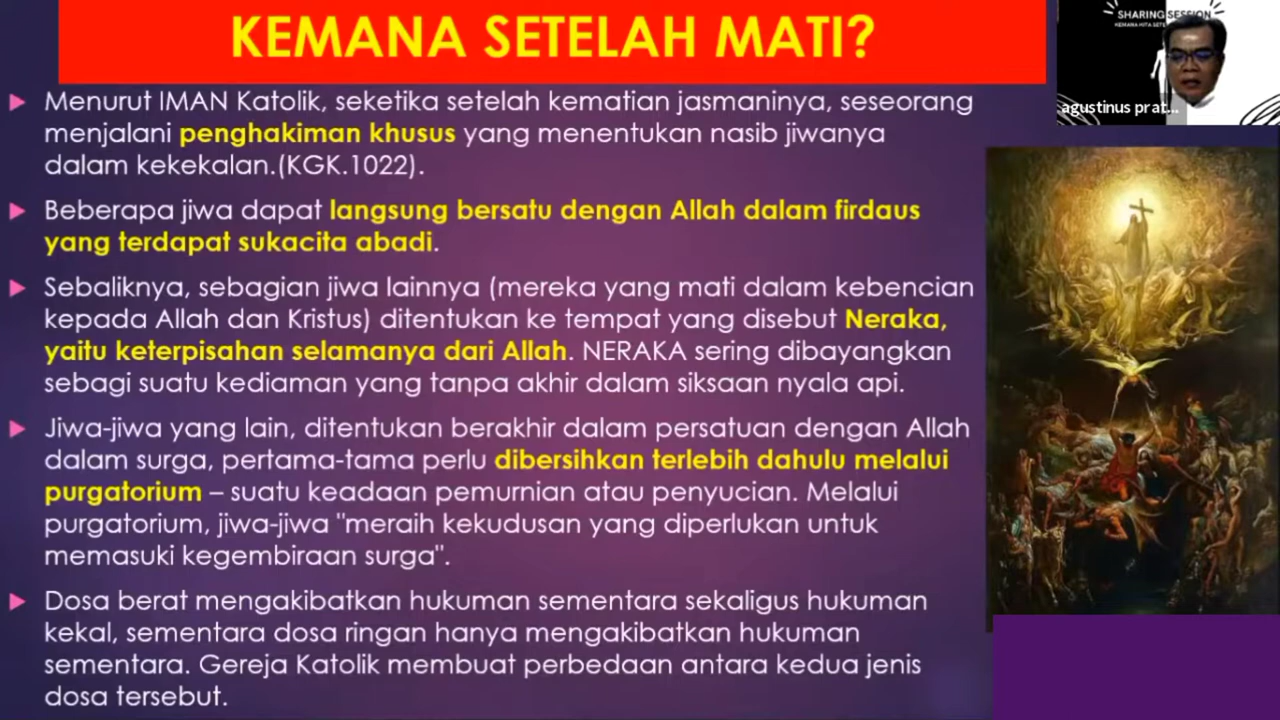 KEMANA SETELAH MATI?
Menurut IMAN Katolik, seketika setelah kematian jasmaninya, seseorang
menjalani penghakiman khusus yang menentukan nasib jiwanya
dalam kekekalan.(KGK.1022).
Beberapa jiwa dapat langsung bersatu dengan Allah dalam firdaus
yang terdapat sukacita abadi.
Sebaliknya, sebagian jiwa lainnya (mereka yang mati dalam kebencian
kepada Allah dan Kristus) ditentukan ke tempat yang disebut Neraka,
yaitu keterpisahan selamanya dari Allah. NERAKA sering dibayangkan
sebagi suatu kediaman yang tanpa akhir dalam siksaan nyala api.
Jiwa-jiwa yang lain, ditentukan berakhir dalam persatuan dengan Allah
dalam surga, pertama-tama perlu dibersihkan terlebih dahulu melalui
purgatorium – suatu keadaan pemurnian atau penyucian. Melalui
purgatorium, jiwa-jiwa "meraih kekudusan yang diperlukan untuk
memasuki kegembiraan surga".
Dosa berat mengakibatkan hukuman sementara sekaligus hukuman
kekal, sementara dosa ringan hanya mengakibatkan hukuman
sementara. Gereja Katolik membuat perbedaan antara kedua jenis
dosa tersebut.
SHARING SESSION
agustinus prat...